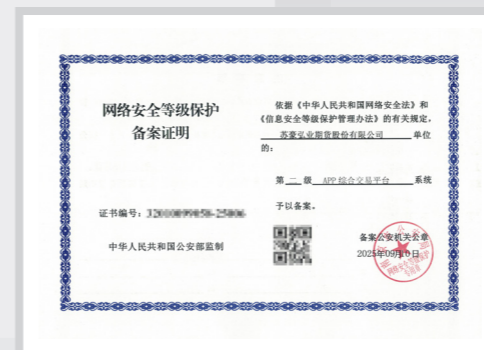 网络安全等级保护
备案证明
证书编号：
中华人民共和国公安部监制
依据《中华人民共和国网络安全法》和
《信息安全等级保护管理办法》的有关规定，
苏豪弘业期货股份有限公司 单位
的：
第 二 级 APP综合交易平台 系统
予以备案。
备案公安机关公章
2025年09月10日